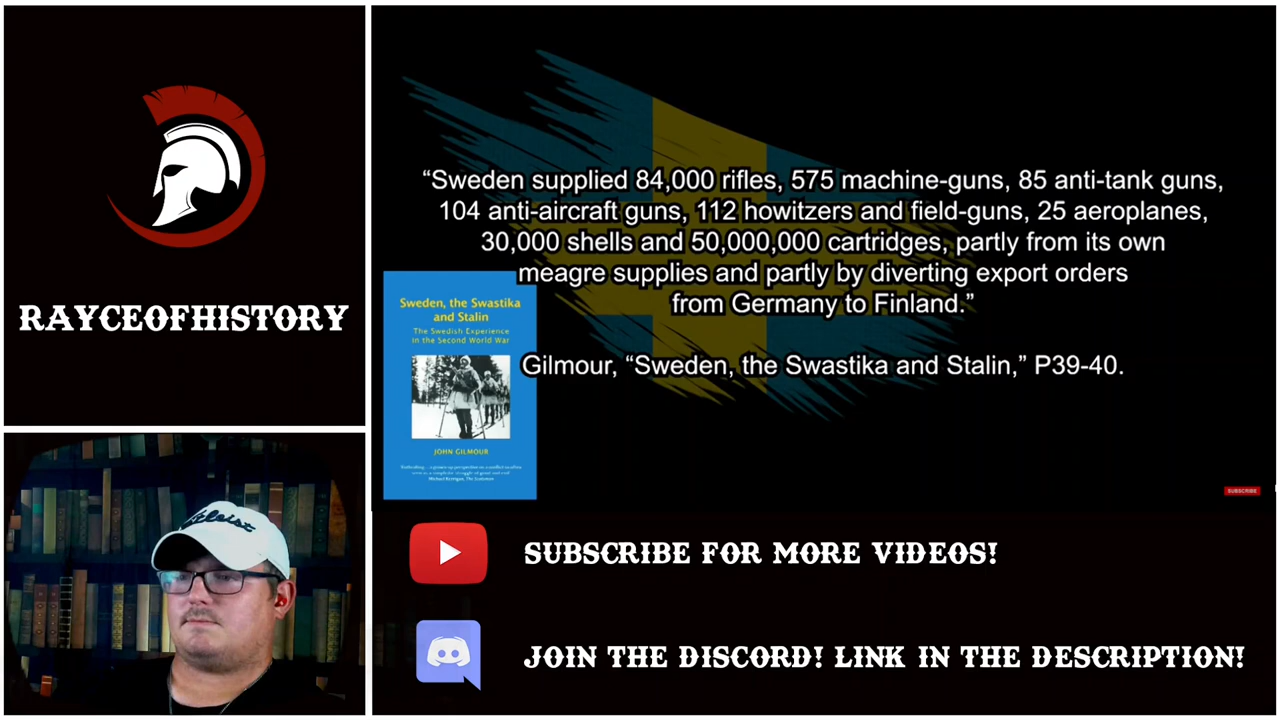 RAYCEOFHISTORY
“Sweden supplied 84,000 rifles, 575 machine-guns, 85 anti-tank guns,
104 anti-aircraft guns, 112 howitzers and field-guns, 25 aeroplanes,
30,000 shells and 50,000,000 cartridges, partly from its own
meagre supplies and partly by diverting export orders
from Germany to Finland.”
Gilmour, “Sweden, the Swastika and Stalin,” P39-40.
Sweden, the Swastika
and Stalin
The Swedish Experience
in the Second World War
JOHN GILMOUR
SUBSCRIBE
Titleist
SUBSCRIBE FOR MORE VIDEOS!
JOIN THE DISCORD! LINK IN THE DESCRIPTION!